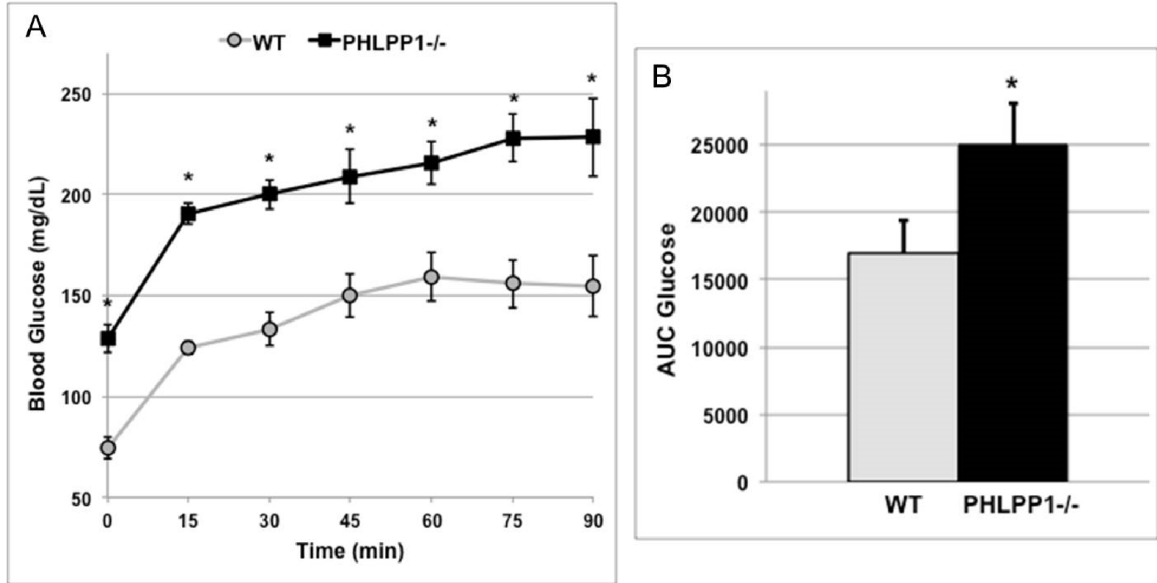 A
WT PHLPP1-/-
250
200
150
100
50
* * * * * * *
0 15 30 45 60 75 90
Blood Glucose (mg/dL)
Time (min)
B
*
25000
20000
15000
10000
5000
0
AUC Glucose
WT PHLPP1-/-